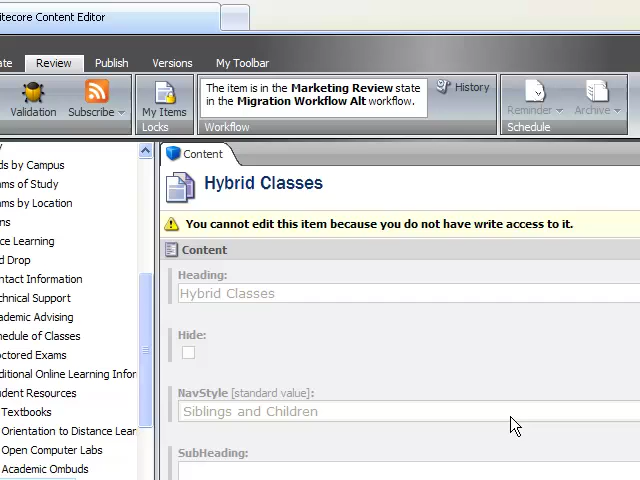 itecore Content Editor
ate Review Publish Versions My Toolbar
Validation Subscribe My Items
Locks
The item is in the Marketing Review state
in the Migration Workflow Alt workflow.
History
Workflow
Reminder Archive
Schedule
y
ds by Campus
ams of Study
ams by Location
ons
ce Learning
d Drop
ontact Information
chnical Support
ademic Advising
hedule of Classes
octored Exams
ditional Online Learning Infor
udent Resources
Textbooks
Orientation to Distance Lear
Open Computer Labs
Academic Ombuds
Content
Hybrid Classes
You cannot edit this item because you do not have write access to it.
Content
Heading:
Hybrid Classes
Hide:
NavStyle [standard value]:
Siblings and Children
SubHeading: